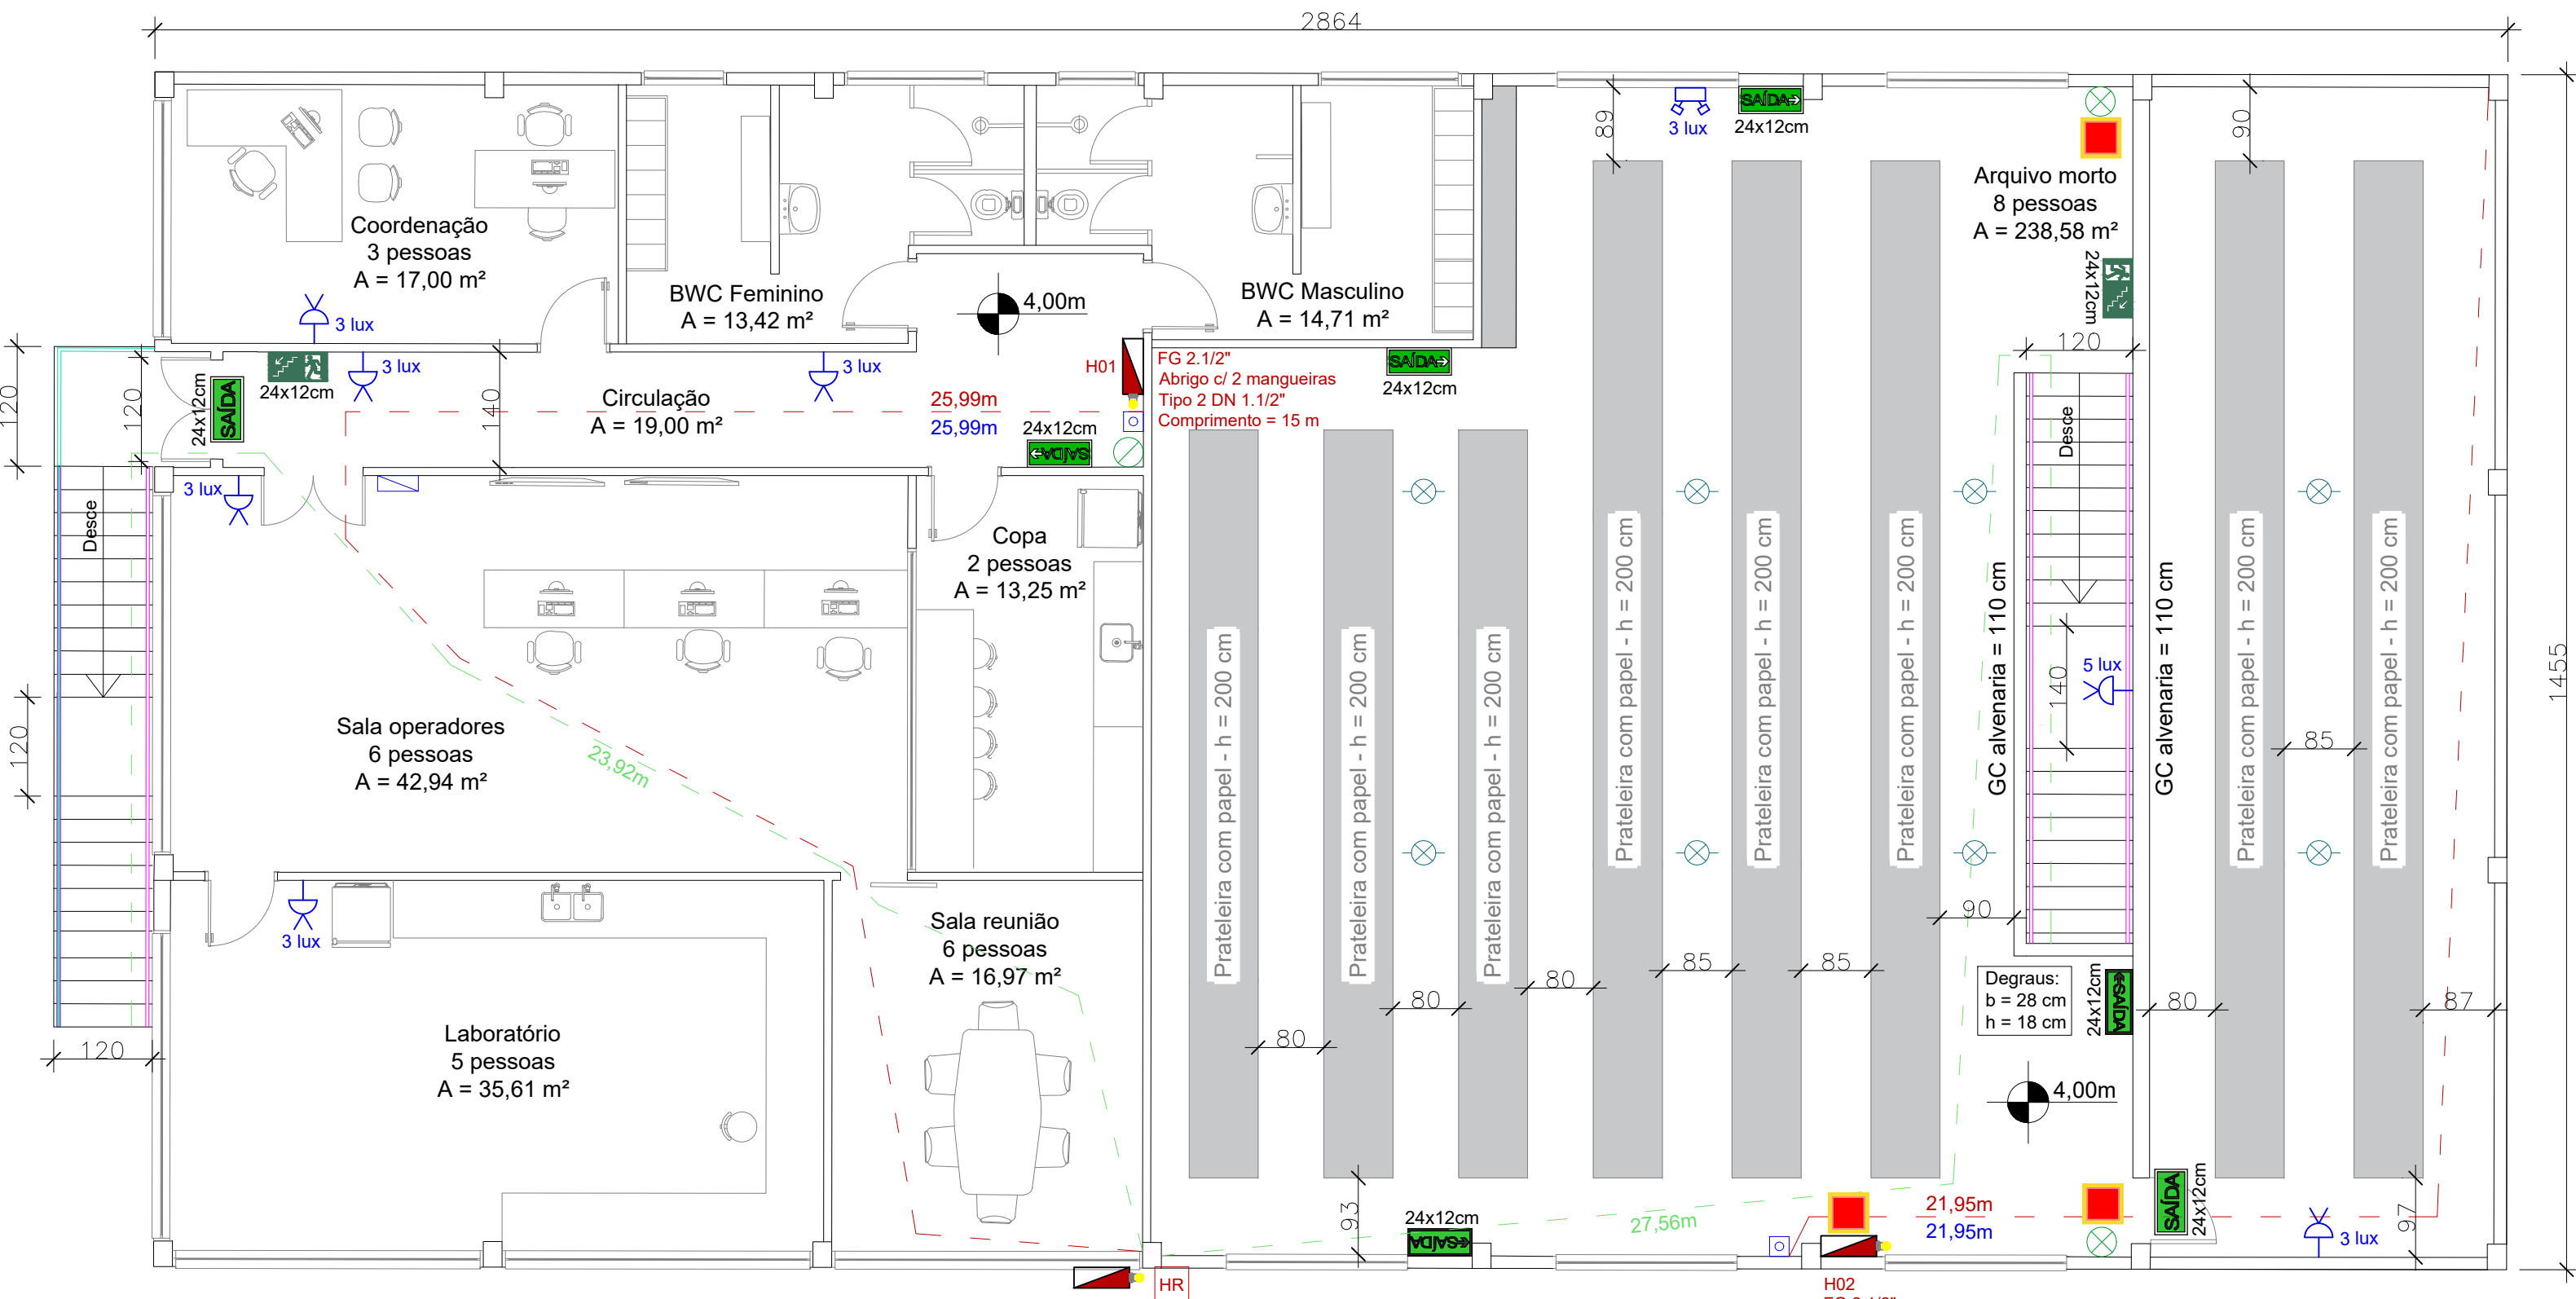 2864
SAÍDA
24x12cm
3 lux
89
90
Coordenação
3 pessoas
A = 17,00 m²
3 lux
BWC Feminino
A = 13,42 m²
4,00m
BWC Masculino
A = 14,71 m²
Arquivo morto
8 pessoas
A = 238,58 m²
24x12cm
120
120
120
24x12cm
SAÍDA
24x12cm
3 lux
140
3 lux
Circulação
A = 19,00 m²
25,99m
25,99m
H01
FG 2.1/2"
Abrigo c/ 2 mangueiras
Tipo 2 DN 1.1/2"
Comprimento = 15 m
24x12cm
SAÍDA
SAÍDA
24x12cm
Desce
3 lux
Desce
Copa
2 pessoas
A = 13,25 m²
Sala operadores
6 pessoas
A = 42,94 m²
23,92m
120
120
Prateleira com papel - h = 200 cm
Prateleira com papel - h = 200 cm
Prateleira com papel - h = 200 cm
Prateleira com papel - h = 200 cm
Prateleira com papel - h = 200 cm
Prateleira com papel - h = 200 cm
GC alvenaria = 110 cm
140
5 lux
GC alvenaria = 110 cm
Prateleira com papel - h = 200 cm
Prateleira com papel - h = 200 cm
85
1455
3 lux
Laboratório
5 pessoas
A = 35,61 m²
Sala reunião
6 pessoas
A = 16,97 m²
80
80
80
85
85
90
Degraus:
b = 28 cm
h = 18 cm
24x12cm
SAÍDA
80
87
4,00m
93
24x12cm
SAÍDA
27,56m
21,95m
21,95m
SAÍDA
24x12cm
3 lux
97
HR
H02